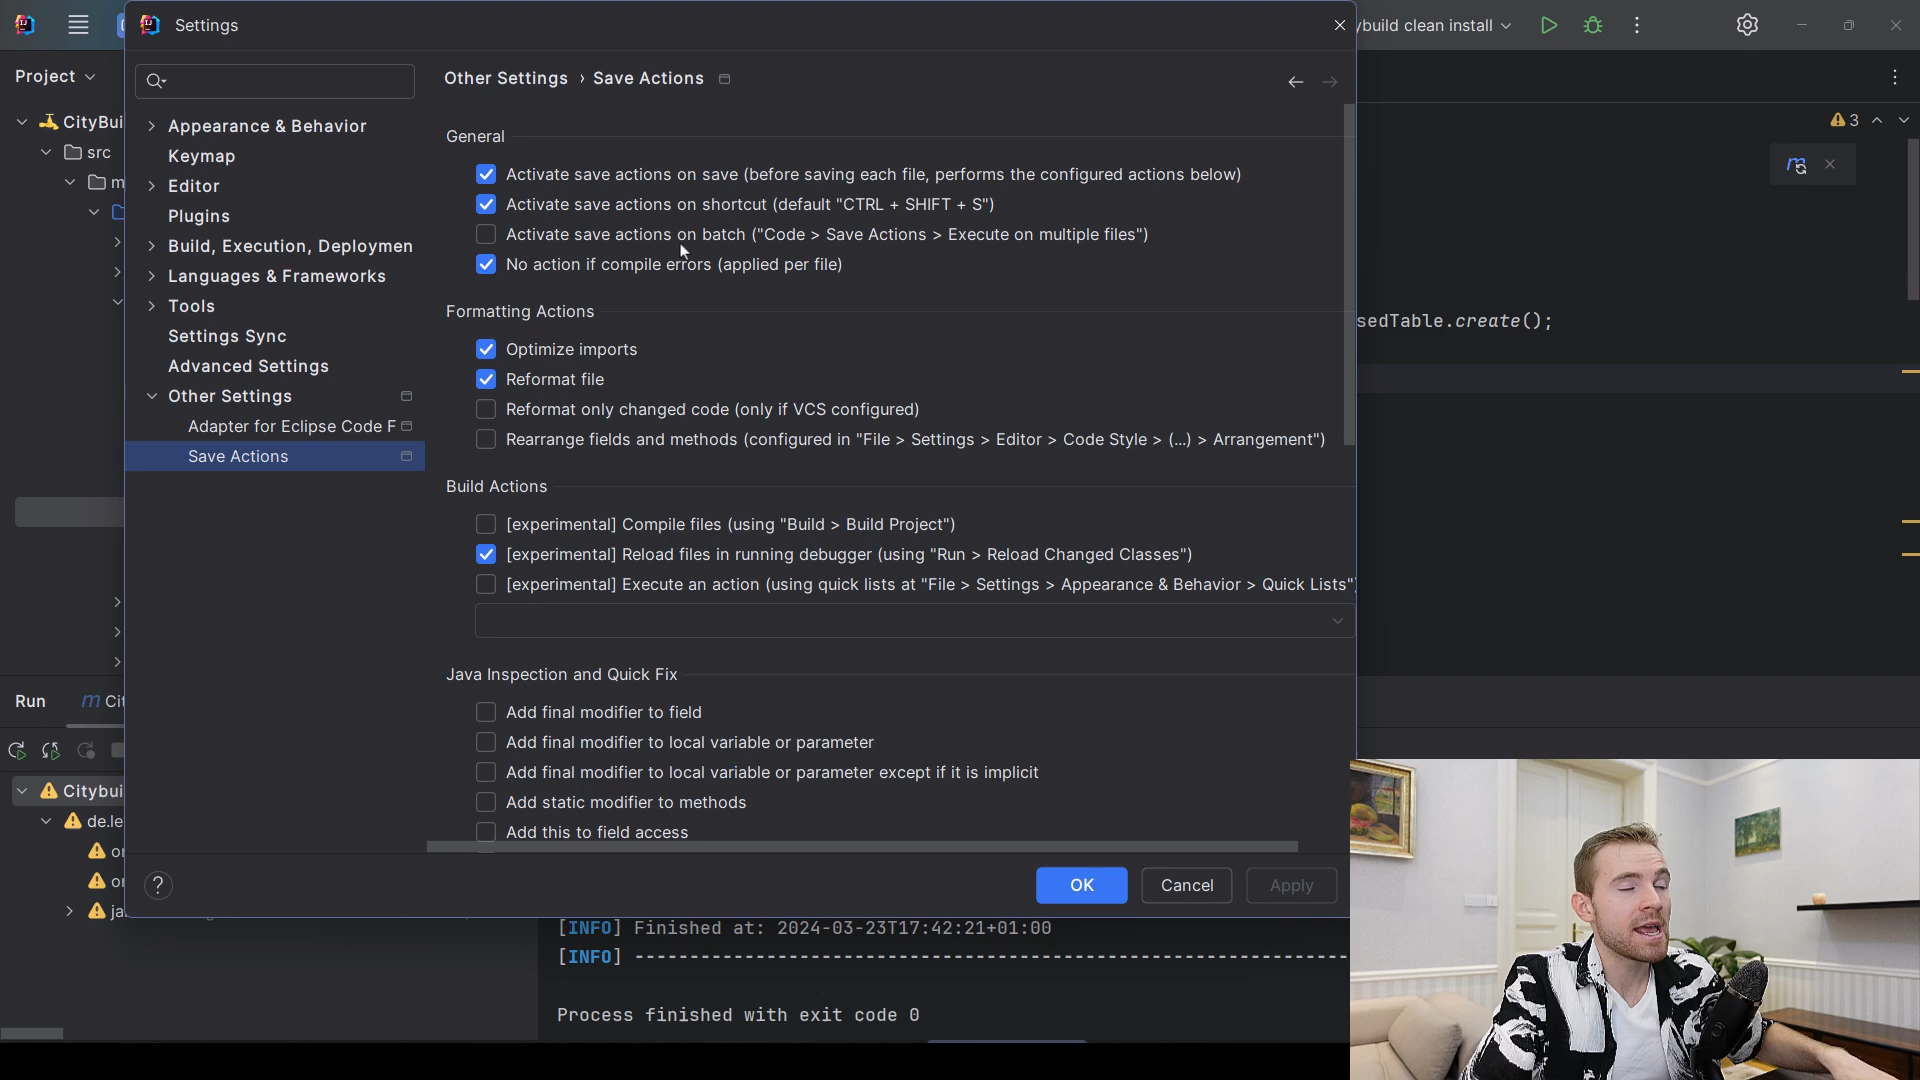 Settings
ybuild clean install
Project
Other Settings › Save Actions
3
CityBui
src
m
Appearance & Behavior
Keymap
Editor
Plugins
Build, Execution, Deploymen
Languages & Frameworks
Tools
Settings Sync
Advanced Settings
Other Settings
Adapter for Eclipse Code F
Save Actions
General
Activate save actions on save (before saving each file, performs the configured actions below)
Activate save actions on shortcut (default "CTRL + SHIFT + S")
Activate save actions on batch ("Code > Save Actions > Execute on multiple files")
No action if compile errors (applied per file)
Formatting Actions
Optimize imports
Reformat file
Reformat only changed code (only if VCS configured)
Rearrange fields and methods (configured in "File > Settings > Editor > Code Style > (...) > Arrangement")
Build Actions
[experimental] Compile files (using "Build > Build Project")
[experimental] Reload files in running debugger (using "Run > Reload Changed Classes")
[experimental] Execute an action (using quick lists at "File > Settings > Appearance & Behavior > Quick Lists"
Java Inspection and Quick Fix
Add final modifier to field
Add final modifier to local variable or parameter
Add final modifier to local variable or parameter except if it is implicit
Add static modifier to methods
Add this to field access
? OK Cancel Apply
sedTable.create();
Run
m Cit
Citybui
de.le
or
or
ja
[INFO] Finished at: 2024-03-23T17:42:21+01:00
[INFO] ------------------------------------------------------------------------
Process finished with exit code 0